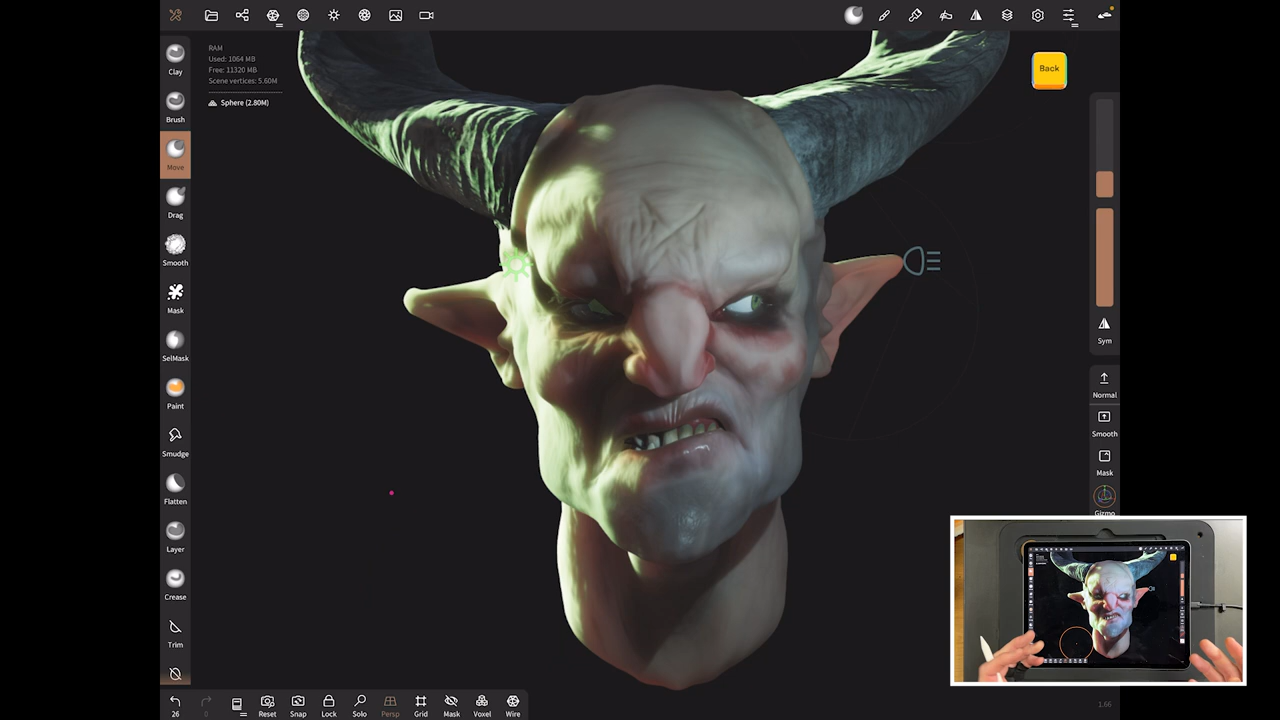 RAM
Used: 1064 MB
Free: 11320 MB
Scene vertices: 5.60M
Sphere (2.80M)
Back
Clay
Brush
Move
Drag
Smooth
Mask
SelMask
Paint
Smudge
Flatten
Layer
Crease
Trim
Sym
Normal
Smooth
Mask
Gizmo
26
0
Reset
Snap
Lock
Solo
Persp
Grid
Mask
Voxel
Wire
1.66